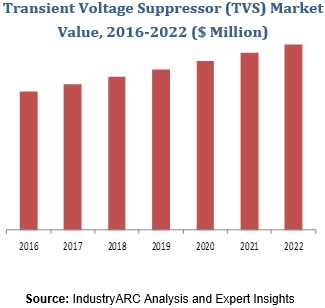 Transient Voltage Suppressor (TVS) Market
Value, 2016-2022 ($ Million)
2016 2017 2018 2019 2020 2021 2022
Source: IndustryARC Analysis and Expert Insights